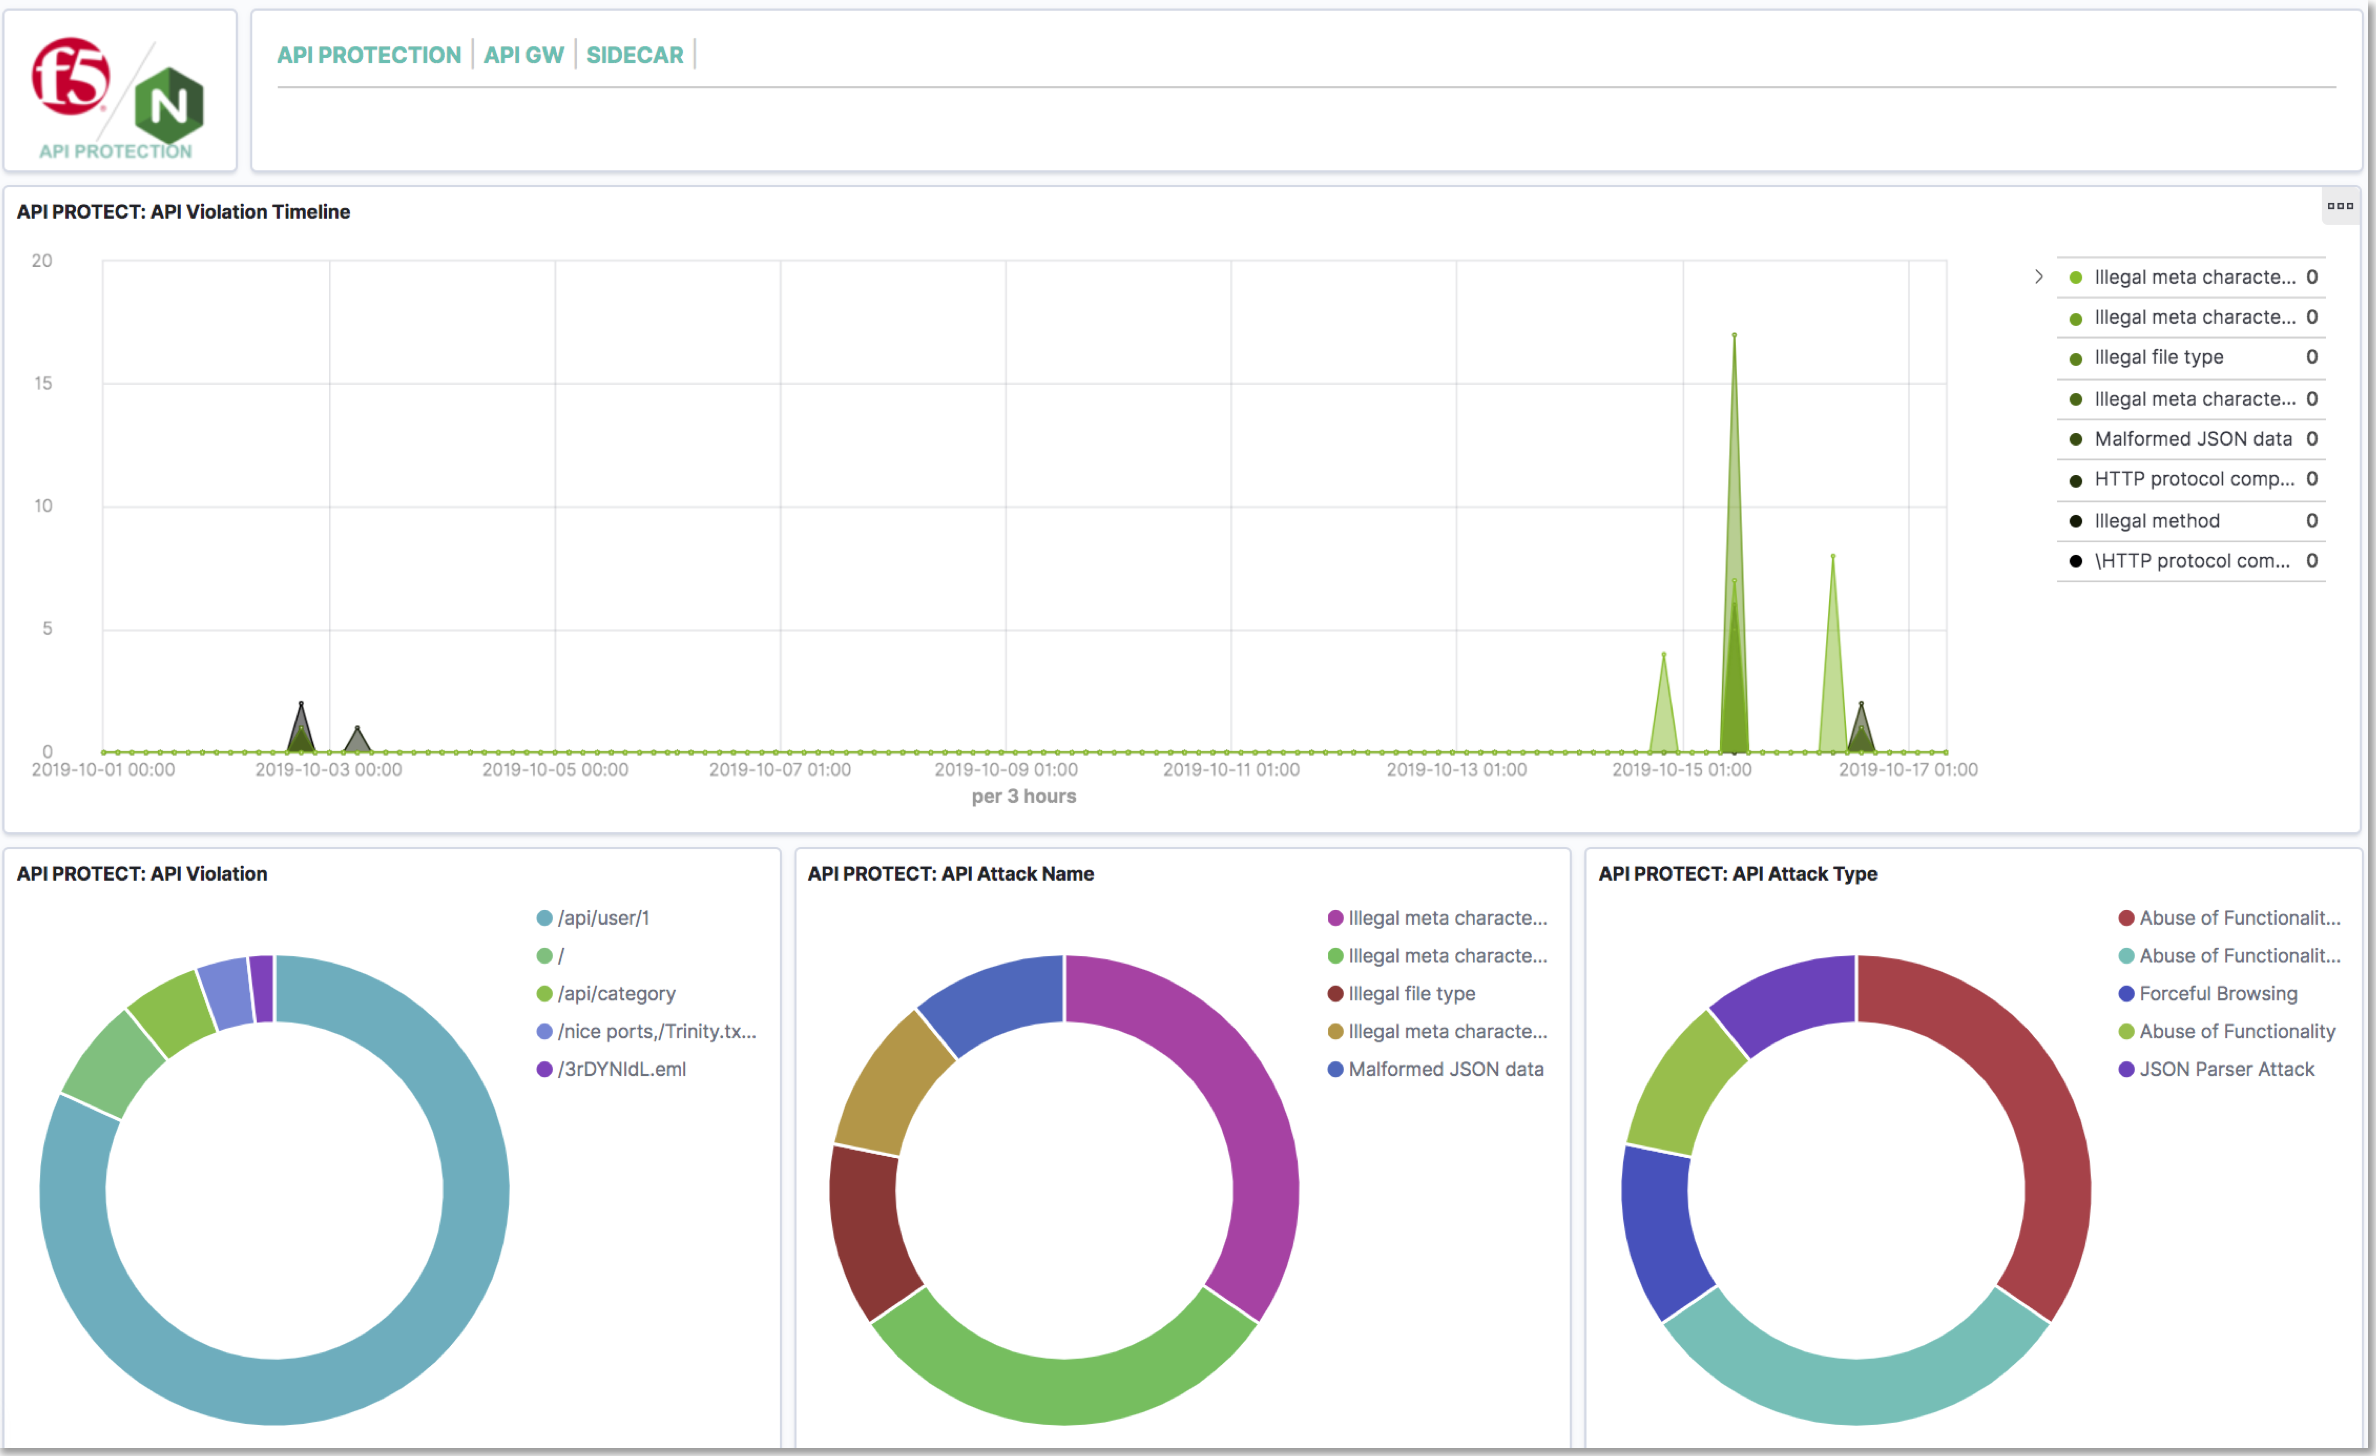 f5
N
API PROTECTION
API PROTECTION | API GW | SIDECAR |
API PROTECT: API Violation Timeline
20
15
10
5
0
2019-10-01 00:00 2019-10-03 00:00 2019-10-05 00:00 2019-10-07 01:00 2019-10-09 01:00 2019-10-11 01:00 2019-10-13 01:00 2019-10-15 01:00 2019-10-17 01:00
per 3 hours
Illegal meta characte... 0
Illegal meta characte... 0
Illegal file type 0
Illegal meta characte... 0
Malformed JSON data 0
HTTP protocol comp... 0
Illegal method 0
\HTTP protocol com... 0
API PROTECT: API Violation
/api/user/1
/
/api/category
/nice ports,/Trinity.tx...
/3rDYNIdL.eml
API PROTECT: API Attack Name
Illegal meta characte...
Illegal meta characte...
Illegal file type
Illegal meta characte...
Malformed JSON data
API PROTECT: API Attack Type
Abuse of Functionalit...
Abuse of Functionalit...
Forceful Browsing
Abuse of Functionality
JSON Parser Attack